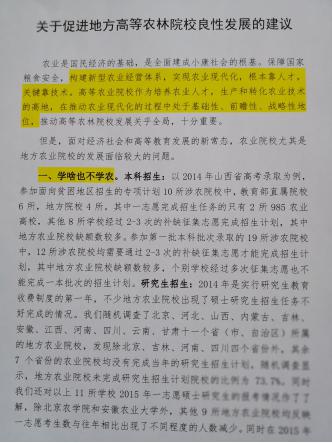 关于促进地方高等农林院校良性发展的建议
农业是国民经济的基础，是全面建成小康社会的根基。保障国家
粮食安全，构建新型农业经营体系，实现农业现代化，根本靠人才，
关键靠技术。高等农业院校作为培养农业人才，生产和转化农业技术
的高地，在推动农业现代化的过程中处于基础性、前瞻性、战略性地
位，推动高等农林院校发展关乎全局，十分重要。
但是，面对经济社会和高等教育发展的新常态，农业院校尤其是
地方农业院校的发展面临较大的问题。
一、学啥也不学农。本科招生：以 2014 年山西省高考录取为例，
参加面向贫困地区招生的专项计划 10 所涉农院校中，教育部直属院校
6 所，地方院校 4 所，其中一志愿完成招生任务的只有 2 所 985 农业
高校，其他 8 所学校经过 2-3 次的补缺征集志愿完成招生计划，其中
地方农业院校缺额数较多。参加第一批本科批次录取的 19 所涉农院校
中，12 所涉农院校均需要通过 2-3 次的补缺征集志愿才能完成招生计
划，其中地方农业院校缺额数较多，个别学校经过多次征集志愿也不
能完成一本批次的招生计划。研究生招生：2014 年是实行研究生教育
收费制度的第一年，不少地方农业院校出现了硕士研究生招生任务不
好完成的情况。我们随机调查了北京、河北、山西、内蒙古、吉林、
安徽、江西、河南、四川、云南、甘肃十一个省（市、自治区）所属
的地方农业院校，发现除北京、吉林、河南、四川四个省份外，其余
7 个省份的农业院校均没有完成当年的研究生招生计划。随机调查显
示，地方农业院校未完成研究生招生计划院校的比例为 73.7%。同时我
们还对以上 11 所学校 2015 年一志愿硕士研究生的报考情况作了了
解，除北京农学院和安徽农业大学外，其他 9 所地方农业院校均反映
一志愿考生数与往年相比出现了不同程度的人数减少。同时在 2015 年